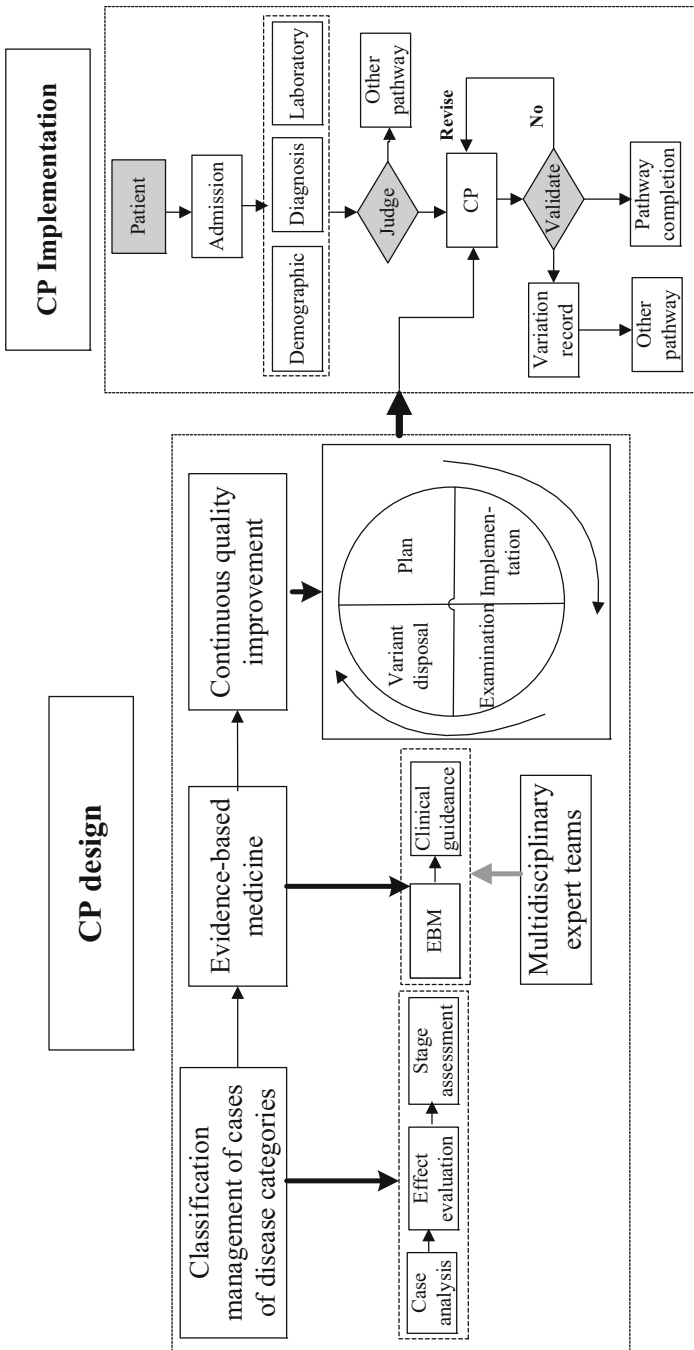 CP design
Classification
management of cases
of disease categories
Evidence-based
medicine
Continuous quality
improvement
Case
analysis
Effect
evaluation
Stage
assessment
EBM
Clinical
guideance
Multidisciplinary
expert teams
Variant
disposal
Plan
Examination
Implemen-
tation
CP Implementation
Patient
Admission
Demographic
Diagnosis
Laboratory
Judge
Other
pathway
CP
Revise
No
Validate
Variation
record
Other
pathway
Pathway
completion